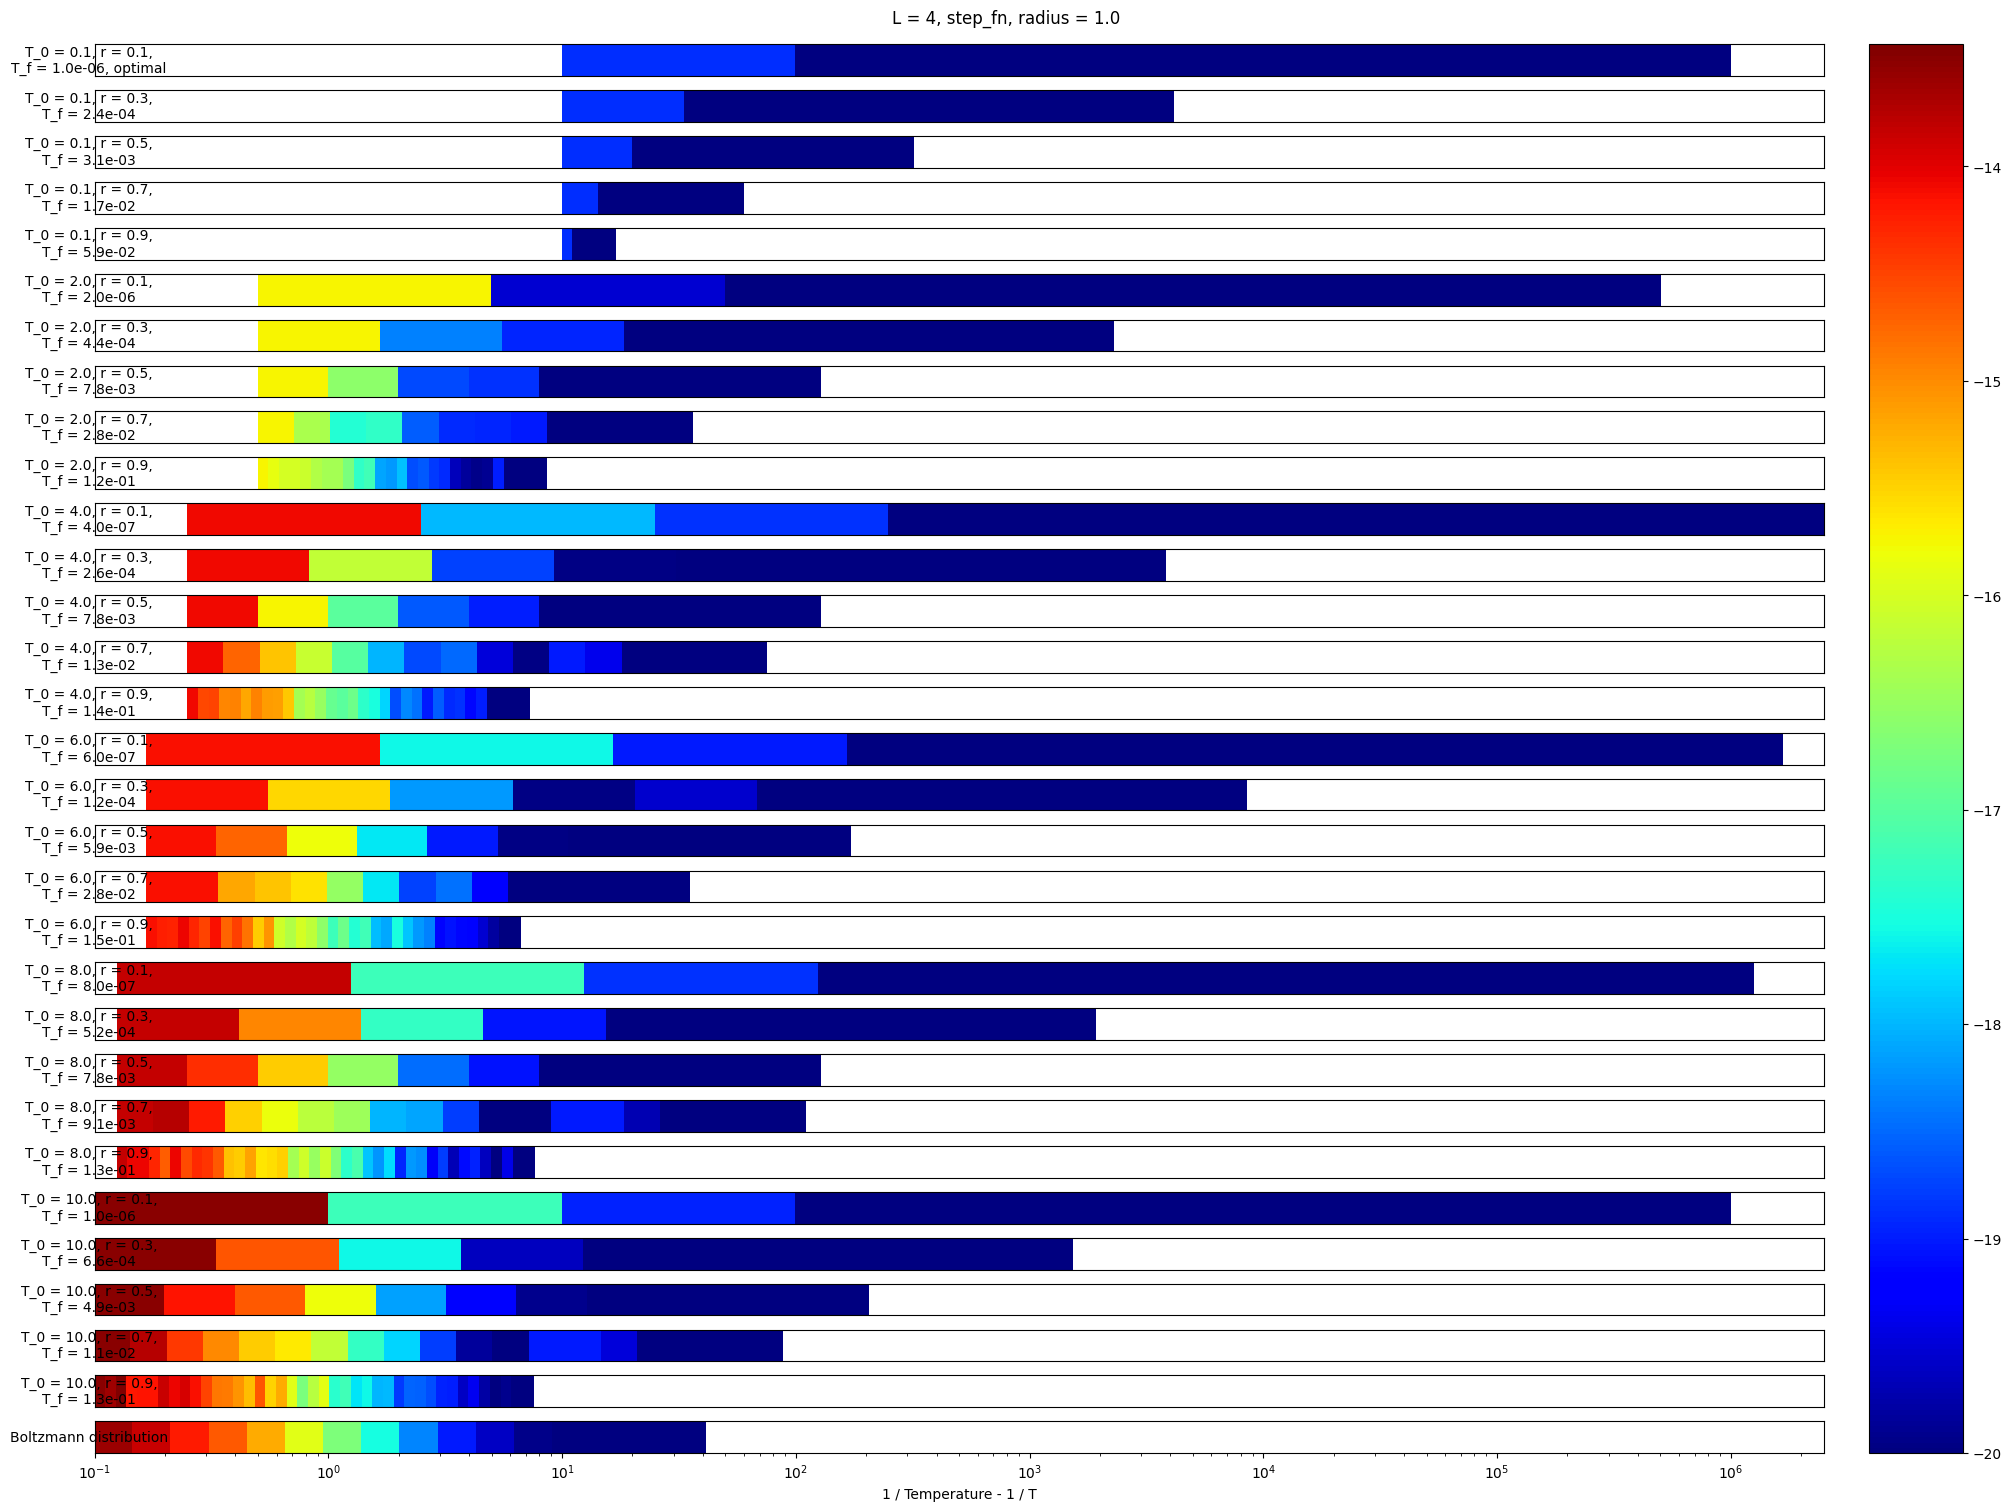 L = 4, step_fn, radius = 1.0
T_0 = 0.1, r = 0.1,
T_f = 1.0e-06, optimal
T_0 = 0.1, r = 0.3,
T_f = 2.4e-04
T_0 = 0.1, r = 0.5,
T_f = 3.1e-03
T_0 = 0.1, r = 0.7,
T_f = 1.7e-02
T_0 = 0.1, r = 0.9,
T_f = 5.9e-02
T_0 = 2.0, r = 0.1,
T_f = 2.0e-06
T_0 = 2.0, r = 0.3,
T_f = 4.4e-04
T_0 = 2.0, r = 0.5,
T_f = 7.8e-03
T_0 = 2.0, r = 0.7,
T_f = 2.8e-02
T_0 = 2.0, r = 0.9,
T_f = 1.2e-01
T_0 = 4.0, r = 0.1,
T_f = 4.0e-07
T_0 = 4.0, r = 0.3,
T_f = 2.6e-04
T_0 = 4.0, r = 0.5,
T_f = 7.8e-03
T_0 = 4.0, r = 0.7,
T_f = 1.3e-02
T_0 = 4.0, r = 0.9,
T_f = 1.4e-01
T_0 = 6.0, r = 0.1,
T_f = 6.0e-07
T_0 = 6.0, r = 0.3,
T_f = 1.2e-04
T_0 = 6.0, r = 0.5,
T_f = 5.9e-03
T_0 = 6.0, r = 0.7,
T_f = 2.8e-02
T_0 = 6.0, r = 0.9,
T_f = 1.5e-01
T_0 = 8.0, r = 0.1,
T_f = 8.0e-07
T_0 = 8.0, r = 0.3,
T_f = 5.2e-04
T_0 = 8.0, r = 0.5,
T_f = 7.8e-03
T_0 = 8.0, r = 0.7,
T_f = 9.1e-03
T_0 = 8.0, r = 0.9,
T_f = 1.3e-01
T_0 = 10.0, r = 0.1,
T_f = 1.0e-06
T_0 = 10.0, r = 0.3,
T_f = 6.6e-04
T_0 = 10.0, r = 0.5,
T_f = 4.9e-03
T_0 = 10.0, r = 0.7,
T_f = 1.1e-02
T_0 = 10.0, r = 0.9,
T_f = 1.3e-01
Boltzmann distribution
10⁻¹ 10⁰ 10¹ 10² 10³ 10⁴ 10⁵ 10⁶
1 / Temperature - 1 / T
−14
−15
−16
−17
−18
−19
−20